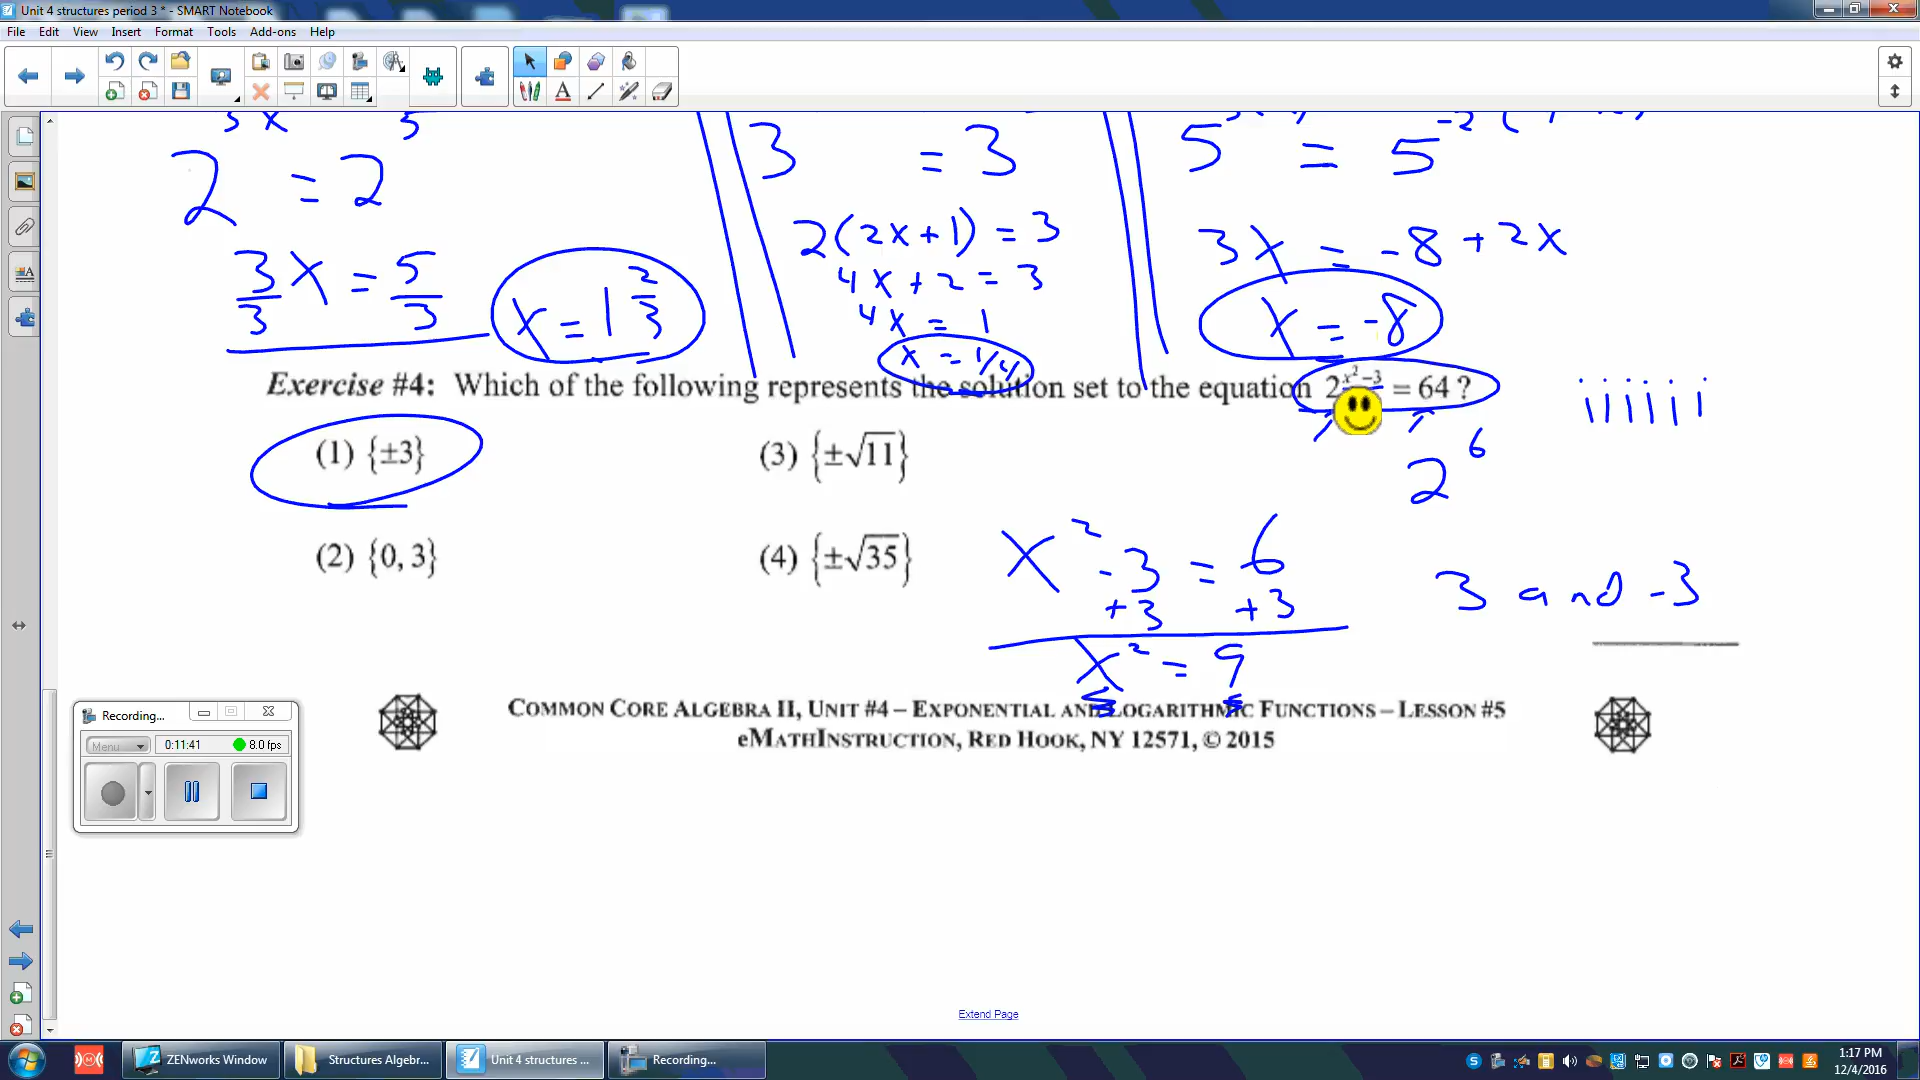 Unit 4 structures period 3 * - SMART Notebook
File Edit View Insert Format Tools Add-ons Help
2 = 2
3 = 3
5 = 5
3/3 x = 5/3
x = 1 2/3
2(2x+1) = 3
4x + 2 = 3
4x = 1
x = 1/4
3x = -8 + 2x
x = -8
Exercise #4: Which of the following represents the solution set to the equation 2^(x²-3) = 64 ?
iiiiii
(1) {±3}
(3) {±√11}
2^6
(2) {0, 3}
(4) {±√35}
x² - 3 = 6
+3 +3
x² = 9
3 and -3
COMMON CORE ALGEBRA II, UNIT #4 – EXPONENTIAL AND LOGARITHMIC FUNCTIONS – LESSON #5
eMATHINSTRUCTION, RED HOOK, NY 12571, © 2015
Recording...
Menu
0:11:41
8.0 fps
Extend Page
ZENworks Window
Structures Algebr...
Unit 4 structures ...
Recording...
1:17 PM
12/4/2016